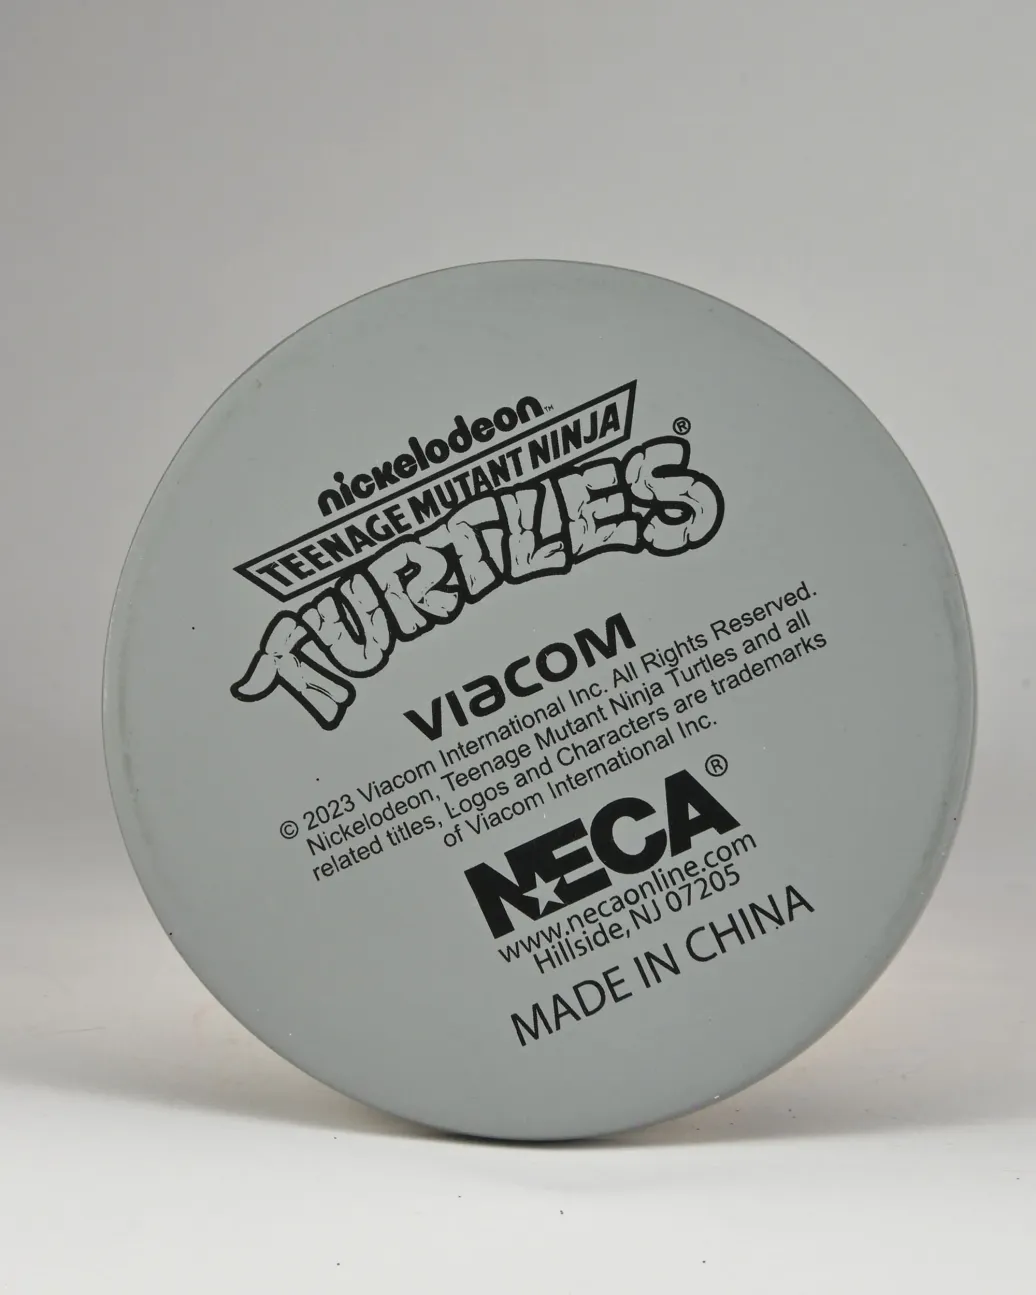 nickelodeon™
TEENAGE MUTANT NINJA
TURTLES®
VIACOM
© 2023 Viacom International Inc. All Rights Reserved.
Nickelodeon, Teenage Mutant Ninja Turtles and all
related titles, Logos and Characters are trademarks
of Viacom International Inc.
NECA®
www.necaonline.com
Hillside, NJ 07205
MADE IN CHINA